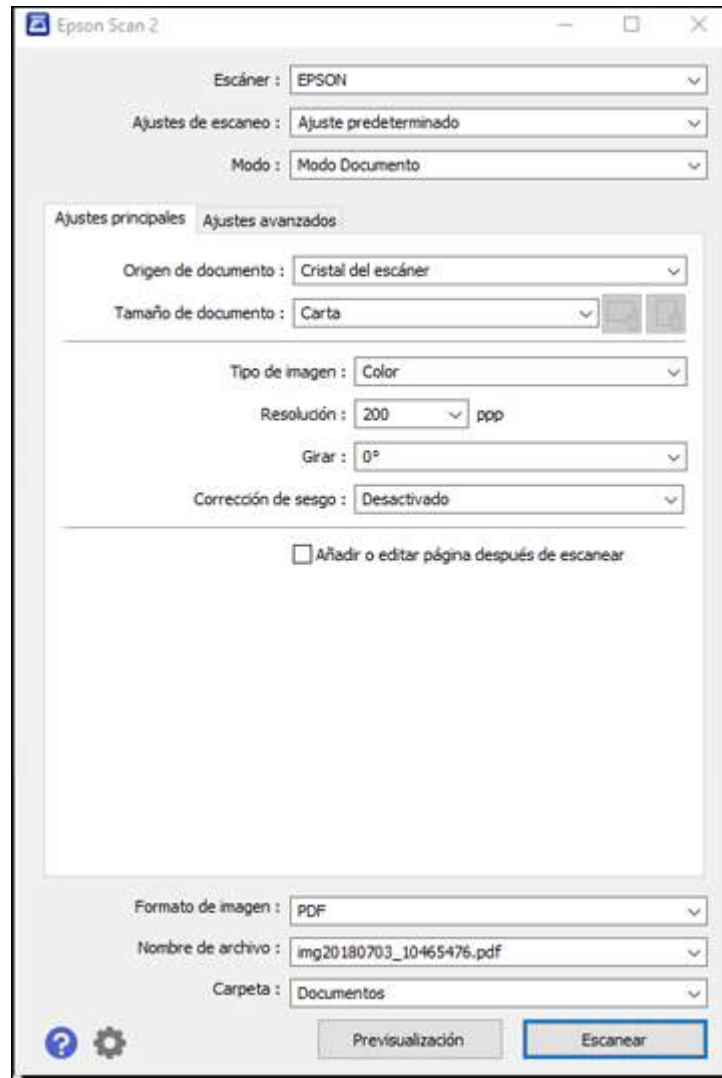 Epson Scan 2
Escáner : EPSON
Ajustes de escaneo : Ajuste predeterminado
Modo : Modo Documento
Ajustes principales Ajustes avanzados
Origen de documento : Cristal del escáner
Tamaño de documento : Carta
Tipo de imagen : Color
Resolución : 200 ppp
Girar : 0°
Corrección de sesgo : Desactivado
Añadir o editar página después de escanear
Formato de imagen : PDF
Nombre de archivo : img20180703_10465476.pdf
Carpeta : Documentos
? Previsualización Escanear